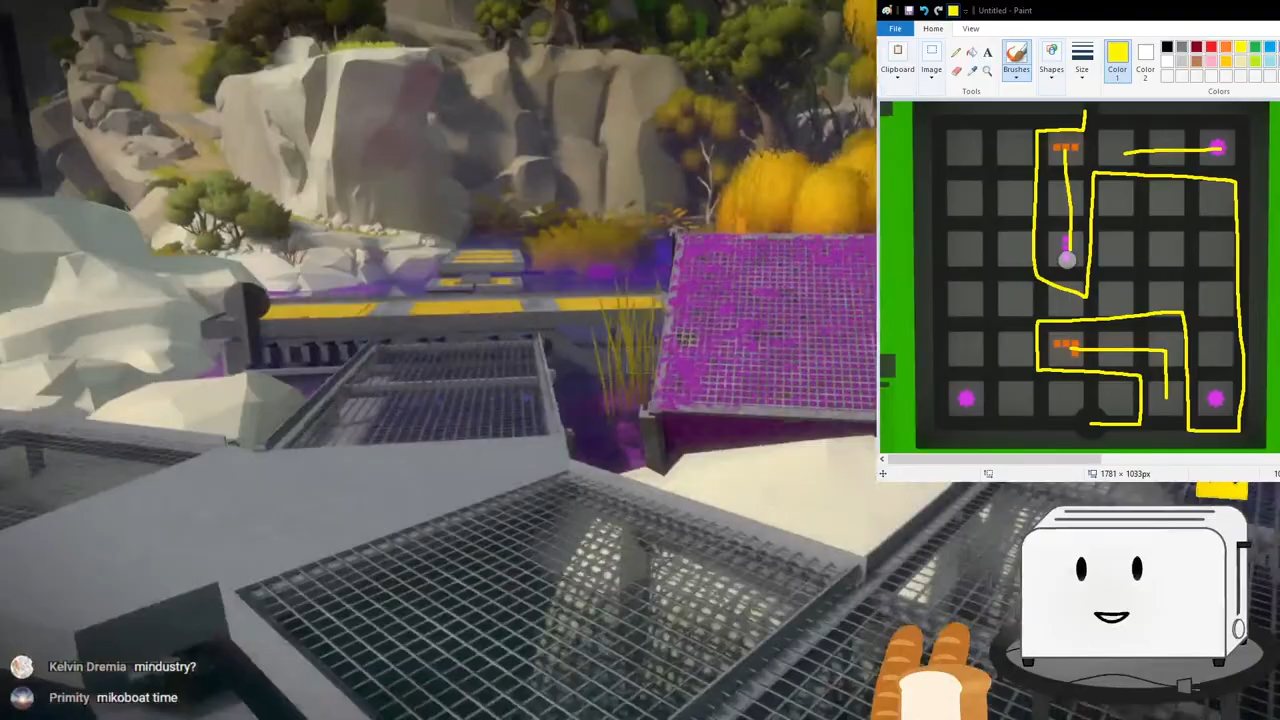 Untitled - Paint
File Home View
Clipboard Image Tools Brushes Shapes Size Color 1 Color 2 Colors
1781 × 1033px
10
Kelvin Dremia mindustry?
Primity mikoboat time